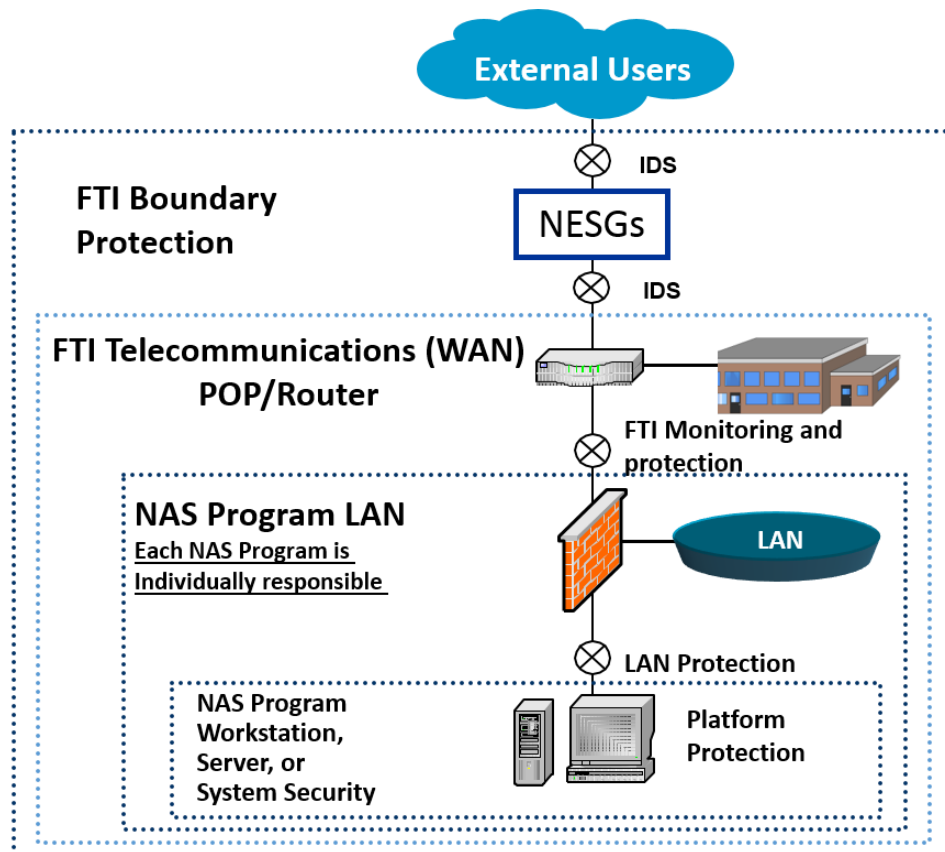 External Users
IDS
FTI Boundary
Protection
NESGs
IDS
FTI Telecommunications (WAN)
POP/Router
FTI Monitoring and
protection
NAS Program LAN
Each NAS Program is
Individually responsible
LAN
LAN Protection
NAS Program
Workstation,
Server, or
System Security
Platform
Protection